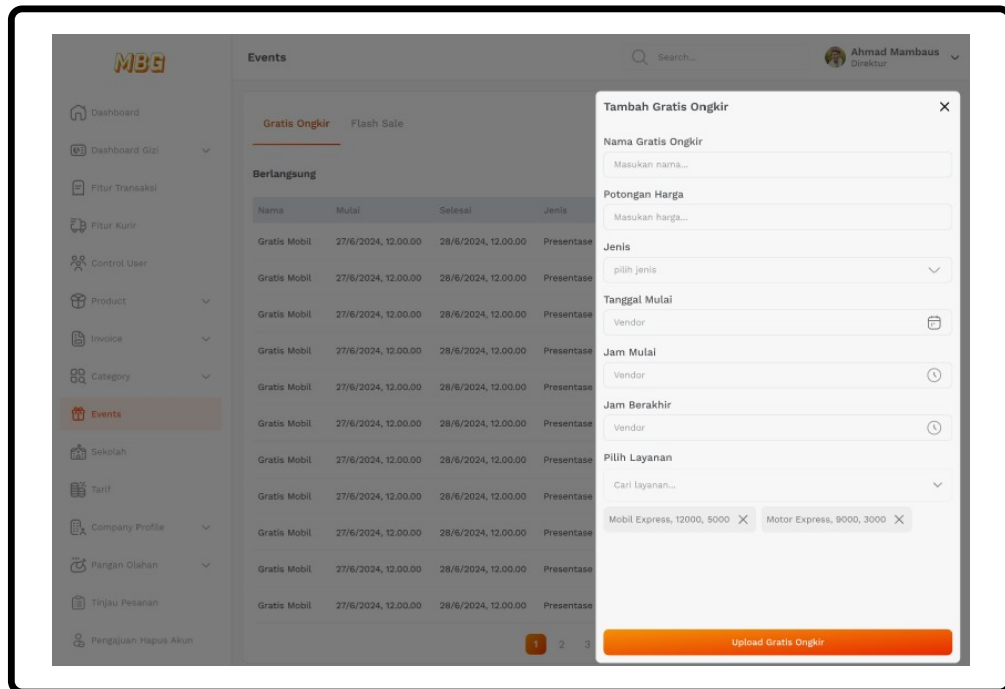 MBG
Events
Search...
Ahmad Mambaus
Direktur
Dashboard
Dashboard Gizi
Fitur Transaksi
Fitur Kurir
Control User
Product
Invoice
Category
Events
Sekolah
Tarif
Company Profile
Pangan Olahan
Tinjau Pesanan
Pengajuan Hapus Akun
Gratis Ongkir Flash Sale
Berlangsung
Nama Mulai Selesai Jenis
Gratis Mobil 27/6/2024, 12.00.00 28/6/2024, 12.00.00 Presentase
Gratis Mobil 27/6/2024, 12.00.00 28/6/2024, 12.00.00 Presentase
Gratis Mobil 27/6/2024, 12.00.00 28/6/2024, 12.00.00 Presentase
Gratis Mobil 27/6/2024, 12.00.00 28/6/2024, 12.00.00 Presentase
Gratis Mobil 27/6/2024, 12.00.00 28/6/2024, 12.00.00 Presentase
Gratis Mobil 27/6/2024, 12.00.00 28/6/2024, 12.00.00 Presentase
Gratis Mobil 27/6/2024, 12.00.00 28/6/2024, 12.00.00 Presentase
Gratis Mobil 27/6/2024, 12.00.00 28/6/2024, 12.00.00 Presentase
Gratis Mobil 27/6/2024, 12.00.00 28/6/2024, 12.00.00 Presentase
Gratis Mobil 27/6/2024, 12.00.00 28/6/2024, 12.00.00 Presentase
Gratis Mobil 27/6/2024, 12.00.00 28/6/2024, 12.00.00 Presentase
1 2 3
Tambah Gratis Ongkir
Nama Gratis Ongkir
Masukan nama...
Potongan Harga
Masukan harga...
Jenis
pilih jenis
Tanggal Mulai
Vendor
Jam Mulai
Vendor
Jam Berakhir
Vendor
Pilih Layanan
Cari layanan...
Mobil Express, 12000, 5000 Motor Express, 9000, 3000
Upload Gratis Ongkir